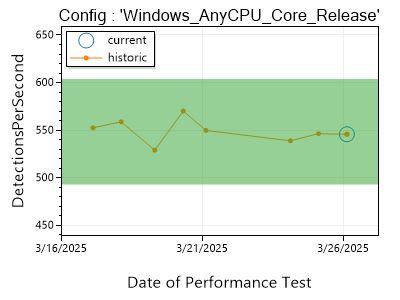 Config : 'Windows_AnyCPU_Core_Release'
current
historic
DetectionsPerSecond
650
600
550
500
450
3/16/2025
3/21/2025
3/26/2025
Date of Performance Test